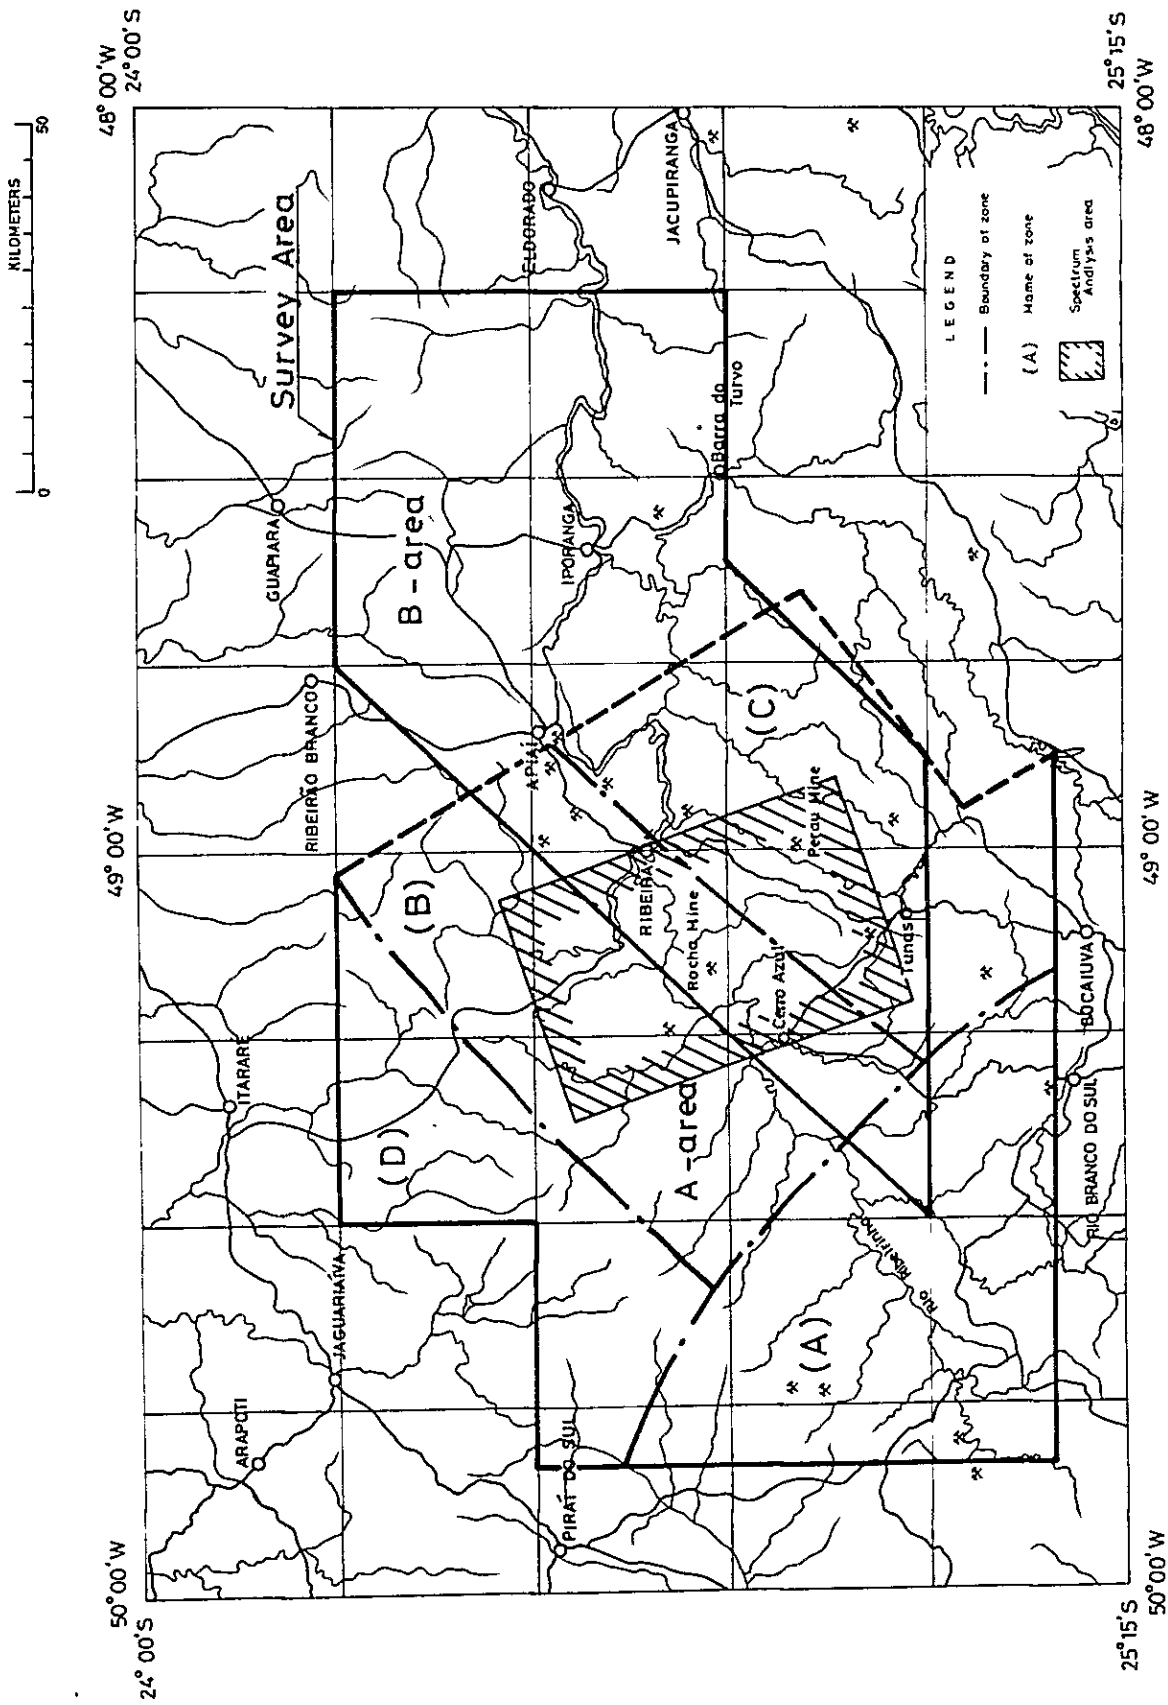 KILOMETERS
0
50
50° 00' W
49° 00' W
48° 00' W
24° 00' S
24° 00' S
Survey Area
ARAPOTI
ITARARÉ
GUAPIARA
JAGUARIAÍVA
RIBEIRÃO BRANCO
(D)
(B)
B - area
PIRAÍ DO SUL
APIAÍ
IPORANGA
ELDORADO
A - area
RIBEIRA
Rocha Mine
JACUPIRANGA
Barra do
Turvo
(C)
Cerro Azul
Perau Mine
(A)
Rio Ribeirinha
Tunas
LEGEND
Boundary of zone
(A)
Name of zone
Spectrum
Analysis area
RIO BRANCO DO SUL
BOCAIUVA
25° 15' S
25° 15' S
50° 00' W
49° 00' W
48° 00' W